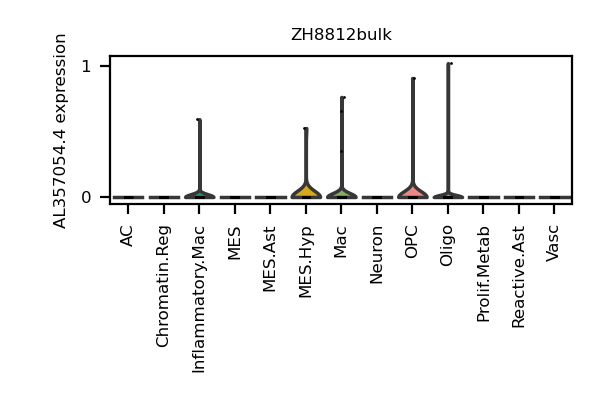 ZH8812bulk
AL357054.4 expression
1
0
AC
Chromatin.Reg
Inflammatory.Mac
MES
MES.Ast
MES.Hyp
Mac
Neuron
OPC
Oligo
Prolif.Metab
Reactive.Ast
Vasc